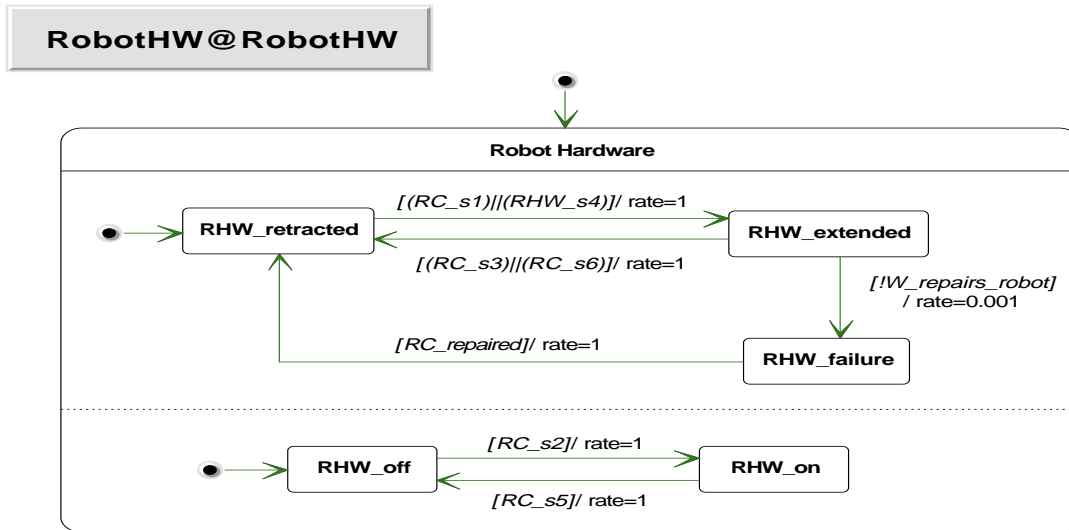 RobotHW@RobotHW
Robot Hardware
[(RC_s1)||(RHW_s4)]/ rate=1
RHW_retracted
RHW_extended
[(RC_s3)||(RC_s6)]/ rate=1
[!W_repairs_robot]
/ rate=0.001
[RC_repaired]/ rate=1
RHW_failure
[RC_s2]/ rate=1
RHW_off
RHW_on
[RC_s5]/ rate=1